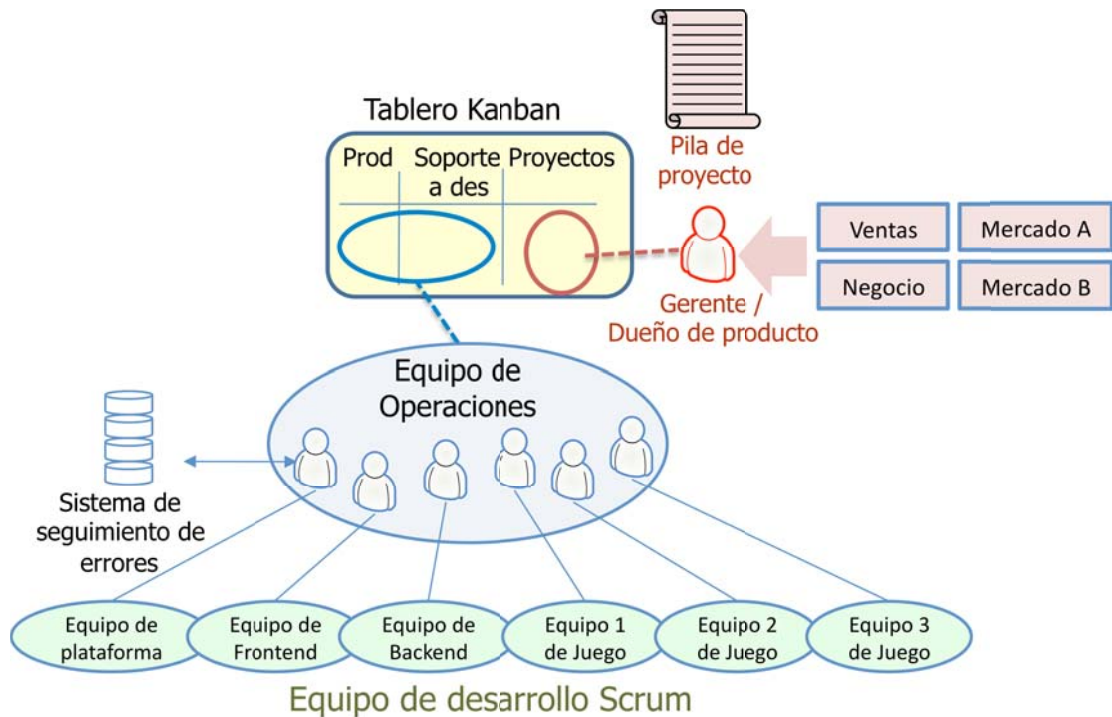 Tablero Kanban
Prod
Soporte
a des
Proyectos
Pila de
proyecto
Ventas
Mercado A
Negocio
Mercado B
Gerente /
Dueño de producto
Equipo de
Operaciones
Sistema de
seguimiento de
errores
Equipo de
plataforma
Equipo de
Frontend
Equipo de
Backend
Equipo 1
de Juego
Equipo 2
de Juego
Equipo 3
de Juego
Equipo de desarrollo Scrum